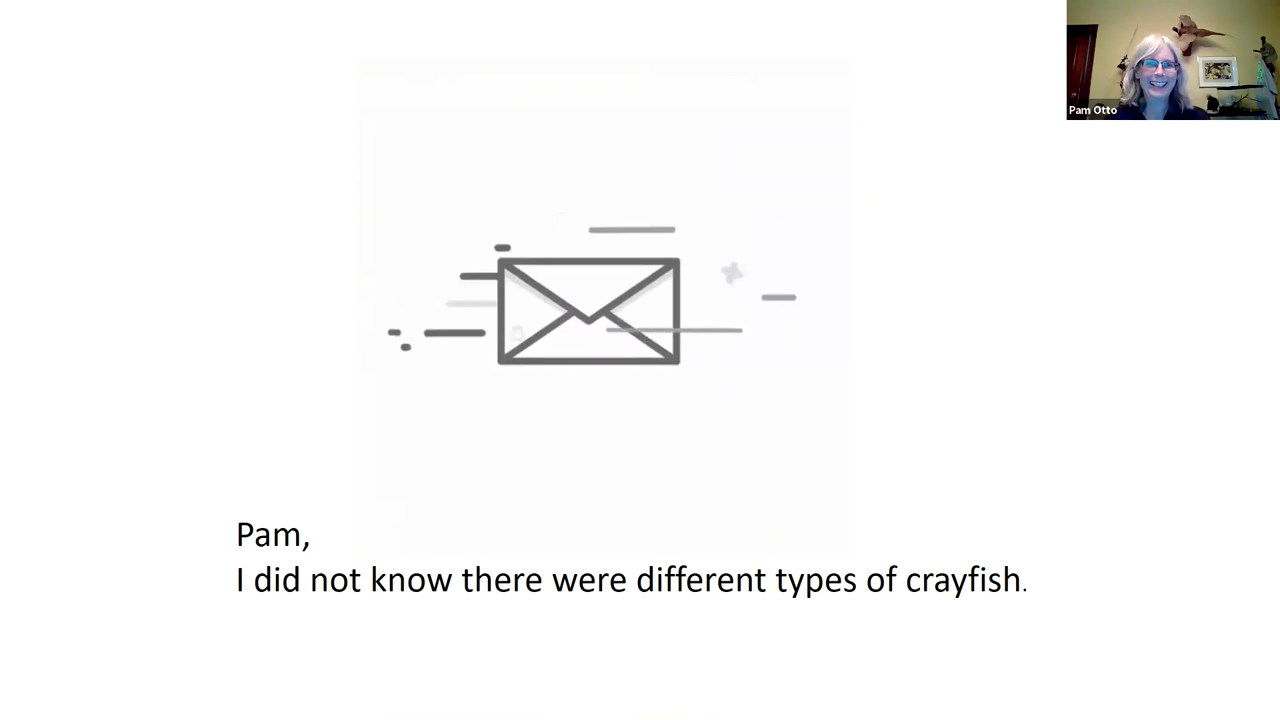 Pam Otto
Pam,
I did not know there were different types of crayfish.